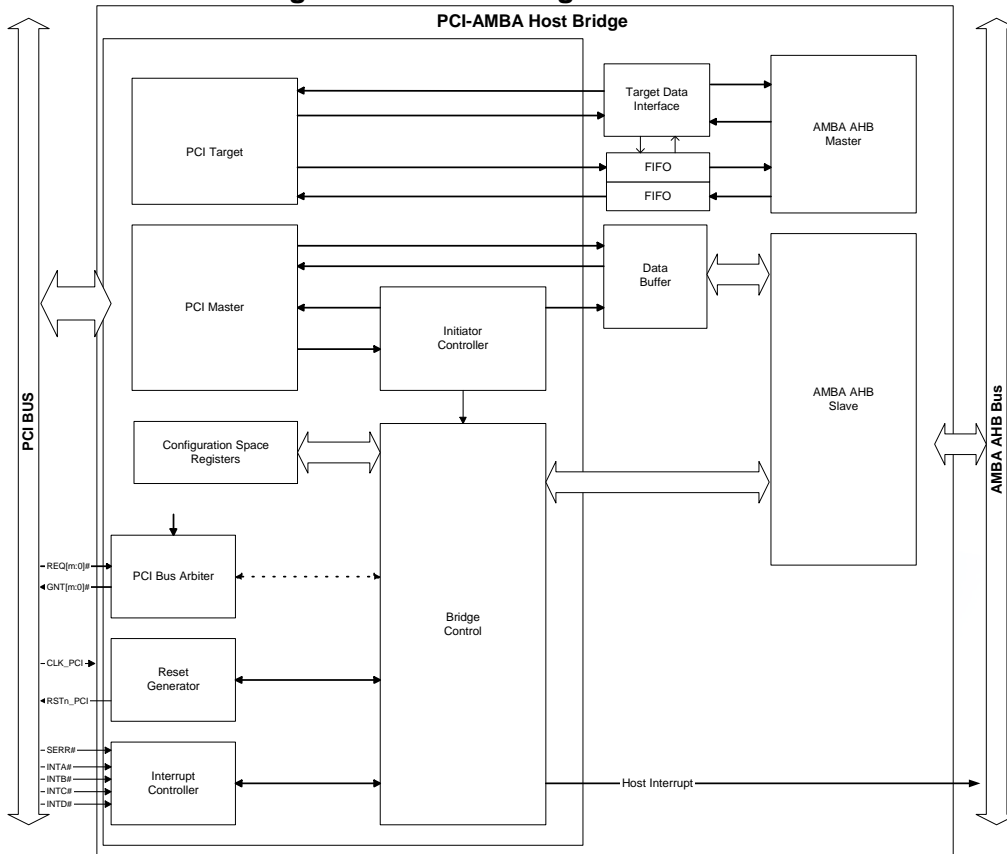 PCI-AMBA Host Bridge
PCI Target
Target Data
Interface
AMBA AHB
Master
FIFO
FIFO
PCI Master
Data
Buffer
Initiator
Controller
AMBA AHB
Slave
PCI BUS
AMBA AHB Bus
Configuration Space
Registers
REQ[m:0]#
GNT[m:0]#
PCI Bus Arbiter
Bridge
Control
CLK_PCI
RSTn_PCI
Reset
Generator
SERR#
INTA#
INTB#
INTC#
INTD#
Interrupt
Controller
Host Interrupt